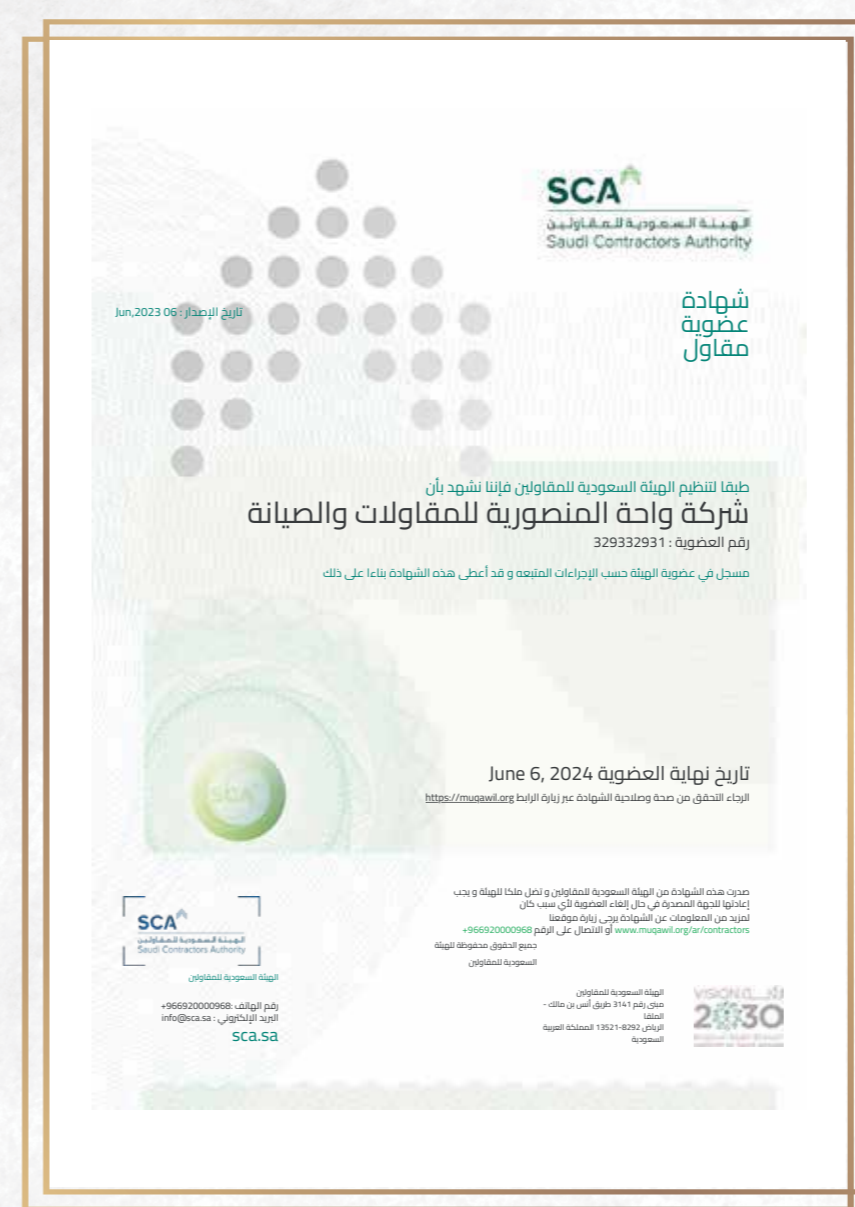 SCA
الهيئة السعودية للمقاولين
Saudi Contractors Authority
شهادة
عضوية
مقاول
تاريخ الإصدار : 06 Jun,2023
طبقا لتنظيم الهيئة السعودية للمقاولين فإننا نشهد بأن
شركة واحة المنصورية للمقاولات والصيانة
رقم العضوية : 329332931
مسجل في عضوية الهيئة حسب الإجراءات المتبعه و قد أعطى هذه الشهادة بناءا على ذلك
SCA
تاريخ نهاية العضوية June 6, 2024
الرجاء التحقق من صحة وصلاحية الشهادة عبر زيارة الرابط https://muqawil.org
صدرت هذه الشهادة من الهيئة السعودية للمقاولين و تضل ملكا للهيئة و يجب
إعادتها للجهة المصدرة في حال إلغاء العضوية لأي سبب كان
لمزيد من المعلومات عن الشهادة يرجى زيارة موقعنا
www.muqawil.org/ar/contractors أو الاتصال على الرقم 966920000968+
جميع الحقوق محفوظة للهيئة
السعودية للمقاولين
SCA
الهيئة السعودية للمقاولين
Saudi Contractors Authority
الهيئة السعودية للمقاولين
رقم الهاتف :966920000968+
البريد الإلكتروني : info@sca.sa
sca.sa
الهيئة السعودية للمقاولين
مبنى رقم 3141 طريق أنس بن مالك -
الملقا
الرياض 8292-13521 المملكة العربية
السعودية
VISION رؤية
2030